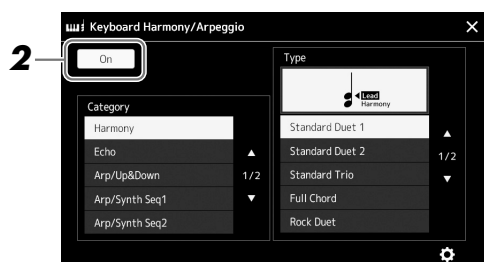 Keyboard Harmony/Arpeggio
2
On
Type
Lead
Harmony
Category
Harmony
Echo
Arp/Up&Down
Arp/Synth Seq1
Arp/Synth Seq2
1/2
Standard Duet 1
Standard Duet 2
Standard Trio
Full Chord
Rock Duet
1/2